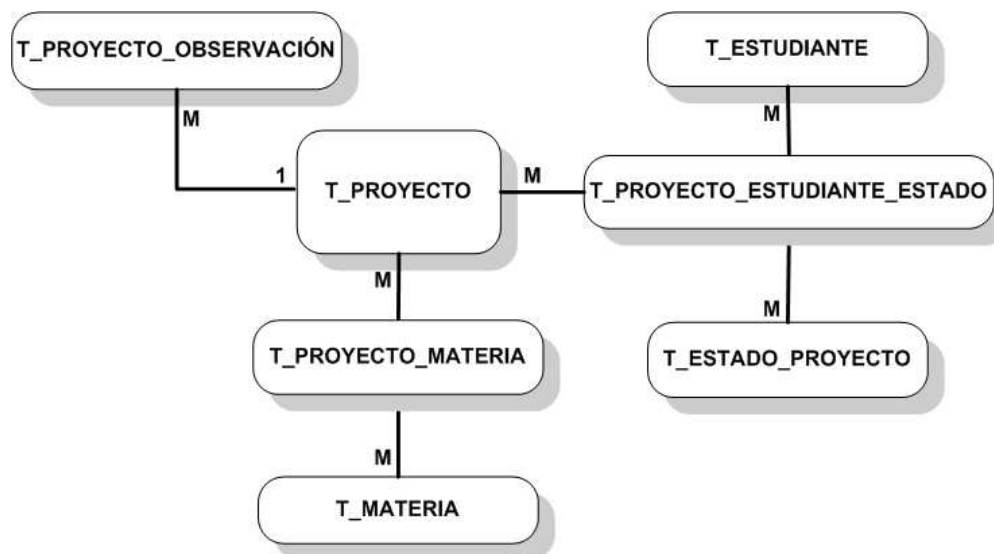 T_PROYECTO_OBSERVACIÓN
T_ESTUDIANTE
M
M
1
T_PROYECTO
M
T_PROYECTO_ESTUDIANTE_ESTADO
M
M
T_PROYECTO_MATERIA
T_ESTADO_PROYECTO
M
T_MATERIA